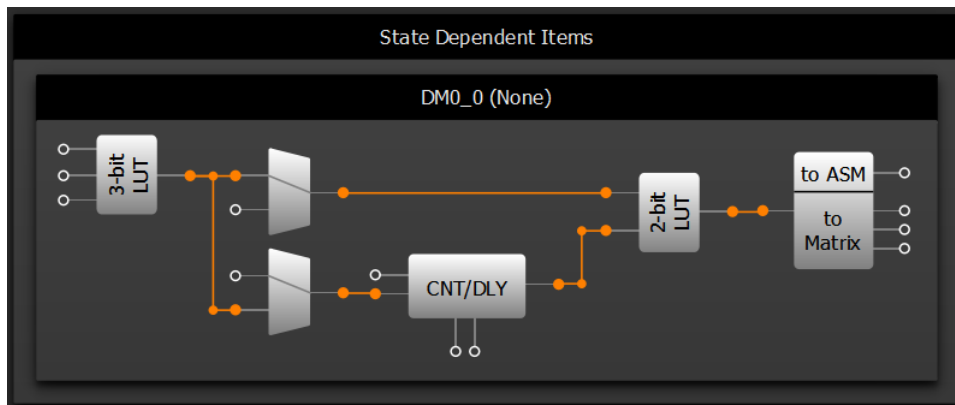 State Dependent Items
DM0_0 (None)
3-bit
LUT
CNT/DLY
2-bit
LUT
to ASM
to
Matrix